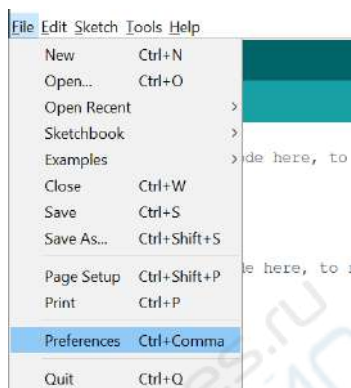 File Edit Sketch Tools Help
New Ctrl+N
Open... Ctrl+O
Open Recent >
Sketchbook >
Examples >
de here, to
Close Ctrl+W
Save Ctrl+S
Save As... Ctrl+Shift+S
Page Setup Ctrl+Shift+P
e here, to
Print Ctrl+P
Preferences Ctrl+Comma
Quit Ctrl+Q